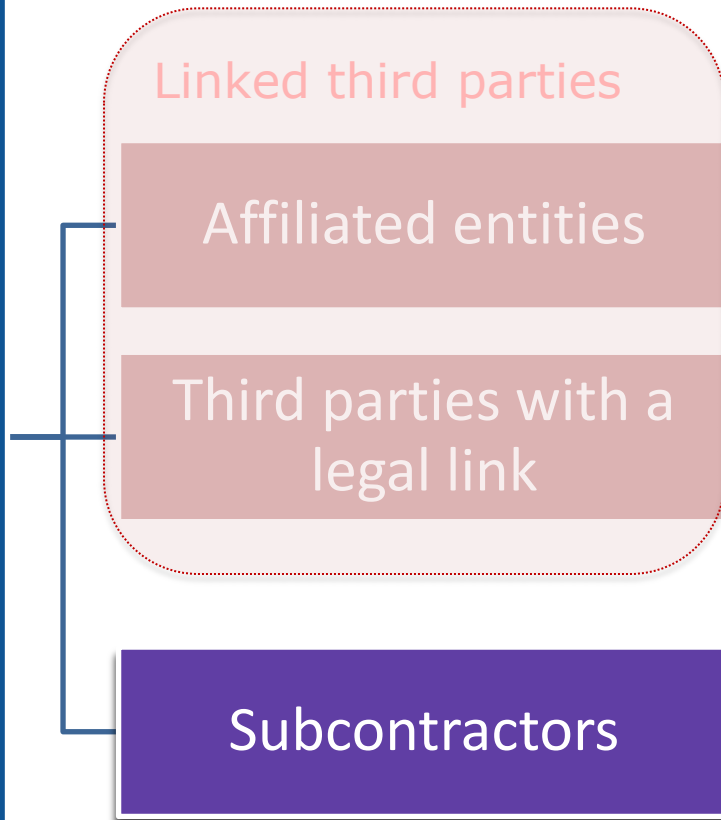 Linked third parties
Affiliated entities
Third parties with a
legal link
Subcontractors